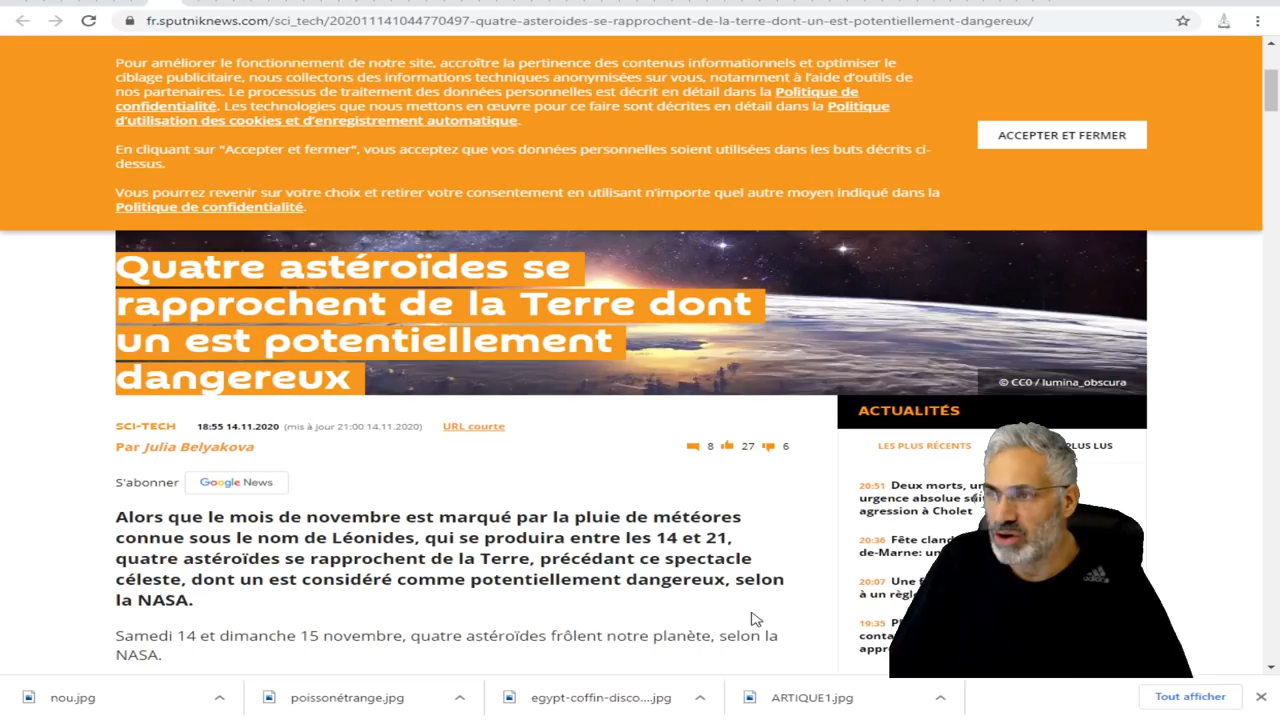 fr.sputniknews.com/sci_tech/202011141044770497-quatre-asteroides-se-rapprochent-de-la-terre-dont-un-est-potentiellement-dangereux/
Pour améliorer le fonctionnement de notre site, accroître la pertinence des contenus informationnels et optimiser le
ciblage publicitaire, nous collectons des informations techniques anonymisées sur vous, notamment à l'aide d'outils de
nos partenaires. Le processus de traitement des données personnelles est décrit en détail dans la Politique de
confidentialité. Les technologies que nous mettons en œuvre pour ce faire sont décrites en détail dans la Politique
d'utilisation des cookies et d'enregistrement automatique.
En cliquant sur "Accepter et fermer", vous acceptez que vos données personnelles soient utilisées dans les buts décrits ci-
dessus.
Vous pourrez revenir sur votre choix et retirer votre consentement en utilisant n'importe quel autre moyen indiqué dans la
Politique de confidentialité.
ACCEPTER ET FERMER
Quatre astéroïdes se
rapprochent de la Terre dont
un est potentiellement
dangereux
© CC0 / lumina_obscura
SCI-TECH 18:55 14.11.2020 (mis à jour 21:00 14.11.2020) URL courte
Par Julia Belyakova
8 27 6
S'abonner Google News
Alors que le mois de novembre est marqué par la pluie de météores
connue sous le nom de Léonides, qui se produira entre les 14 et 21,
quatre astéroïdes se rapprochent de la Terre, précédant ce spectacle
céleste, dont un est considéré comme potentiellement dangereux, selon
la NASA.
Samedi 14 et dimanche 15 novembre, quatre astéroïdes frôlent notre planète, selon la
NASA.
ACTUALITÉS
LES PLUS RÉCENTS PLUS LUS
20:51 Deux morts, un
urgence absolue
agression à Cholet
20:36 Fête
de-Marne:
20:07 Une
à un
19:35
adidas
nou.jpg
poissonétrange.jpg
egypt-coffin-disco....jpg
ARTIQUE1.jpg
Tout afficher